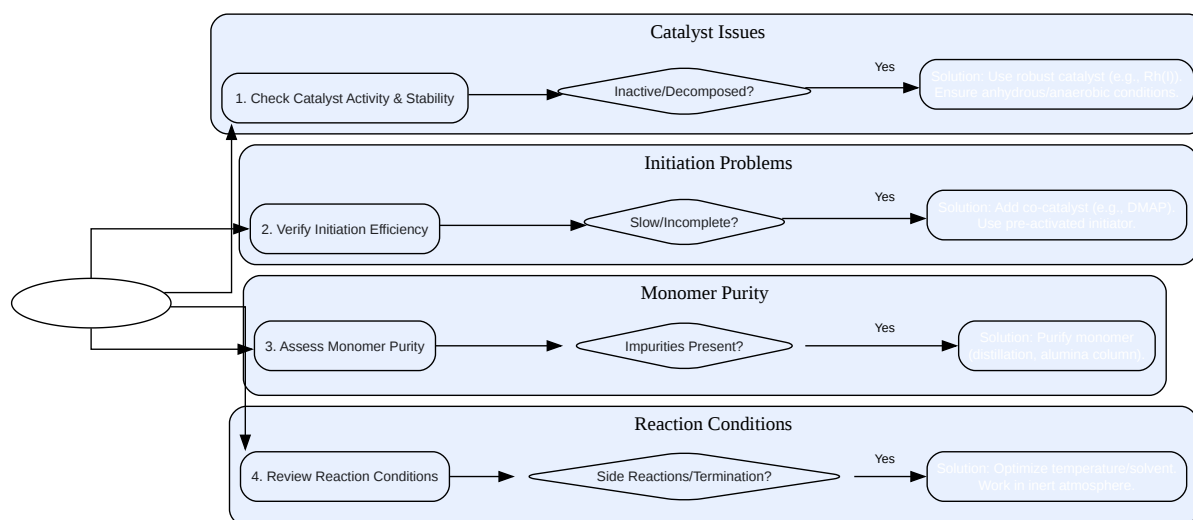 Catalyst Issues
1. Check Catalyst Activity & Stability
Inactive/Decomposed?
Yes
Solution: Use robust catalyst (e.g., Rh(I)).
Ensure anhydrous/anaerobic conditions.
Initiation Problems
2. Verify Initiation Efficiency
Slow/Incomplete?
Yes
Solution: Add co-catalyst (e.g., DMAP).
Use pre-activated initiator.
Monomer Purity
3. Assess Monomer Purity
Impurities Present?
Yes
Solution: Purify monomer
(distillation, alumina column).
Reaction Conditions
4. Review Reaction Conditions
Side Reactions/Termination?
Yes
Solution: Optimize temperature/solvent.
Work in inert atmosphere.